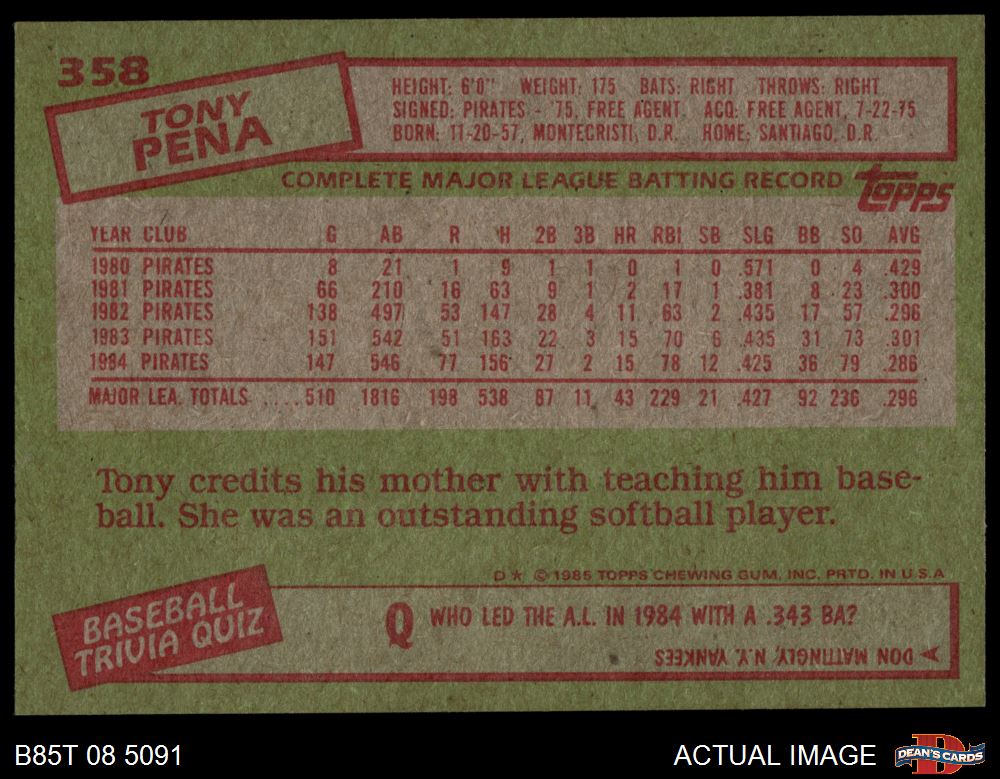 358
TONY
PENA
HEIGHT: 6'0" WEIGHT: 175 BATS: RIGHT THROWS: RIGHT
SIGNED: PIRATES - '75, FREE AGENT ACQ: FREE AGENT, 7-22-75
BORN: 11-20-57, MONTECRISTI, D.R. HOME: SANTIAGO, D.R.
COMPLETE MAJOR LEAGUE BATTING RECORD
Topps
YEAR CLUB G AB R H 2B 3B HR RBI SB SLG BB SO AVG
1980 PIRATES 8 21 1 9 1 1 0 1 0 .571 0 4 .429
1981 PIRATES 66 210 16 63 9 1 2 17 1 .381 8 23 .300
1982 PIRATES 138 497 53 147 28 4 11 63 2 .435 17 57 .296
1983 PIRATES 151 542 51 163 22 3 15 70 6 .435 31 73 .301
1984 PIRATES 147 546 77 156 27 2 15 78 12 .425 36 79 .286
MAJOR LEA. TOTALS ....510 1816 198 538 87 11 43 229 21 .427 92 236 .296
Tony credits his mother with teaching him base-
ball. She was an outstanding softball player.
D* © 1985 TOPPS CHEWING GUM, INC. PRTD. IN U.S.A.
BASEBALL
TRIVIA QUIZ
Q WHO LED THE A.L. IN 1984 WITH A .343 BA?
A DON MATTINGLY, N.Y. YANKEES
B85T 08 5091
ACTUAL IMAGE
DEAN'S CARDS